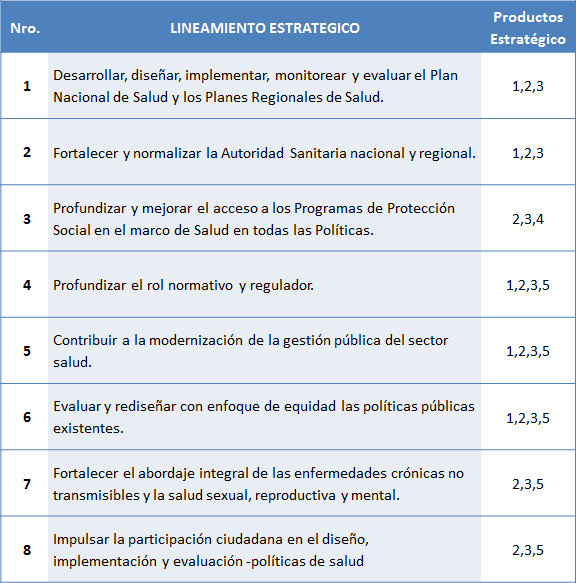 Nro. LINEAMIENTO ESTRATEGICO Productos
Estratégico
1 Desarrollar, diseñar, implementar, monitorear y evaluar el Plan
Nacional de Salud y los Planes Regionales de Salud. 1,2,3
2 Fortalecer y normalizar la Autoridad Sanitaria nacional y regional. 1,2,3
3 Profundizar y mejorar el acceso a los Programas de Protección
Social en el marco de Salud en todas las Políticas. 2,3,4
4 Profundizar el rol normativo y regulador. 1,2,3,5
5 Contribuir a la modernización de la gestión pública del sector
salud. 1,2,3,5
6 Evaluar y rediseñar con enfoque de equidad las políticas públicas
existentes. 1,2,3,5
7 Fortalecer el abordaje integral de las enfermedades crónicas no
transmisibles y la salud sexual, reproductiva y mental. 2,3,5
8 Impulsar la participación ciudadana en el diseño,
implementación y evaluación -políticas de salud 2,3,5